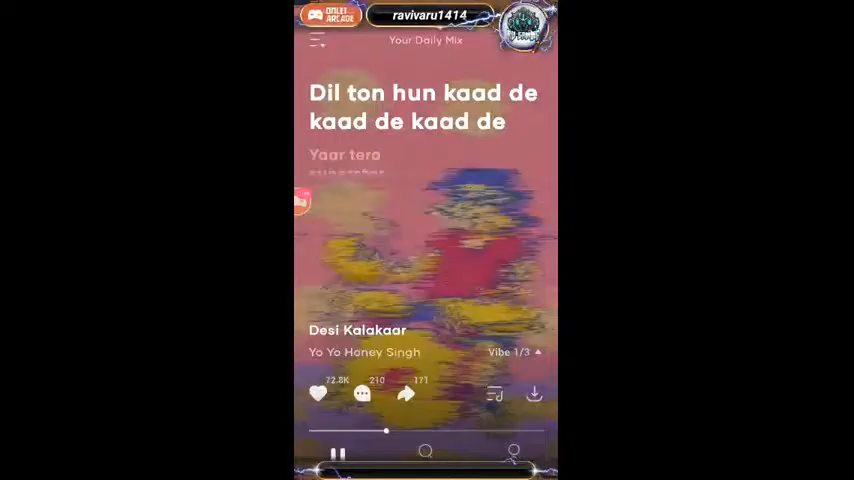 OMLET ARCADE
ravivaru1414
Your Daily Mix
Dil ton hun kaad de
kaad de kaad de
Yaar tera
Desi Kalakaar
Yo Yo Honey Singh
Vibe 1/3
72.8K
210
171